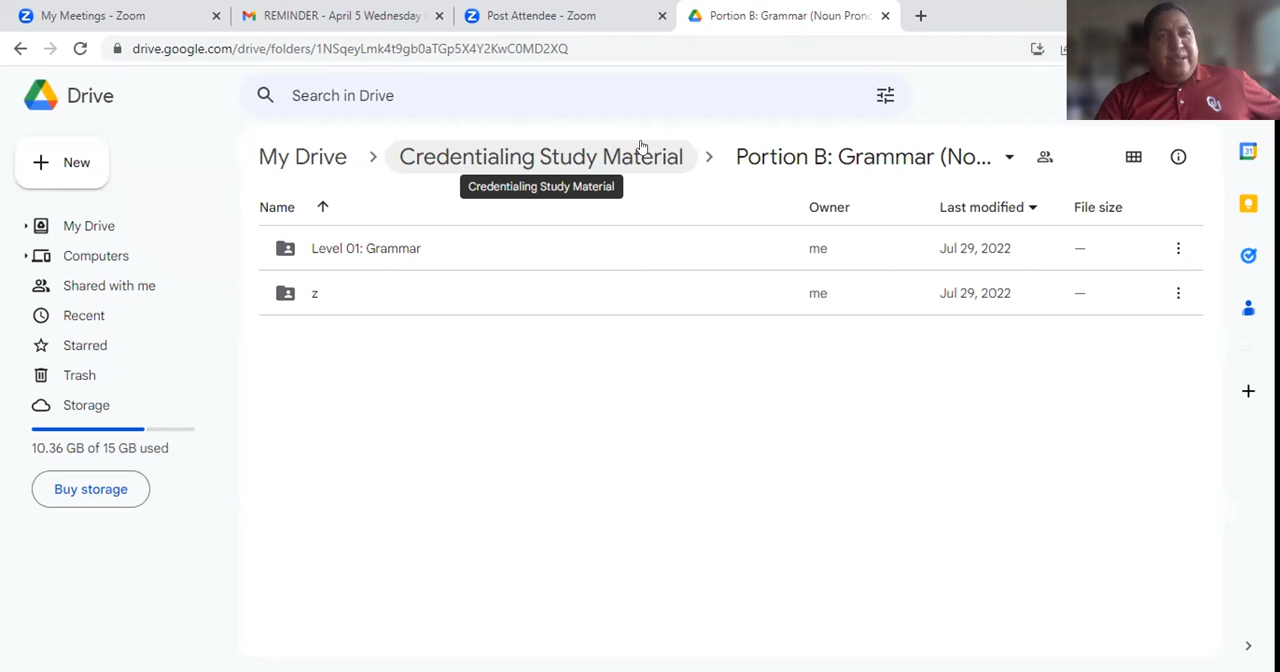 My Meetings - Zoom
REMINDER - April 5 Wednesday
Post Attendee - Zoom
Portion B: Grammar (Noun Pron
drive.google.com/drive/folders/1NSqeyLmk4t9gb0aTGp5X4Y2KwC0MD2XQ
Drive
Search in Drive
New
My Drive
Computers
Shared with me
Recent
Starred
Trash
Storage
10.36 GB of 15 GB used
Buy storage
My Drive > Credentialing Study Material > Portion B: Grammar (No...
Credentialing Study Material
Name Owner Last modified File size
Level 01: Grammar me Jul 29, 2022 —
z me Jul 29, 2022 —
31
OU